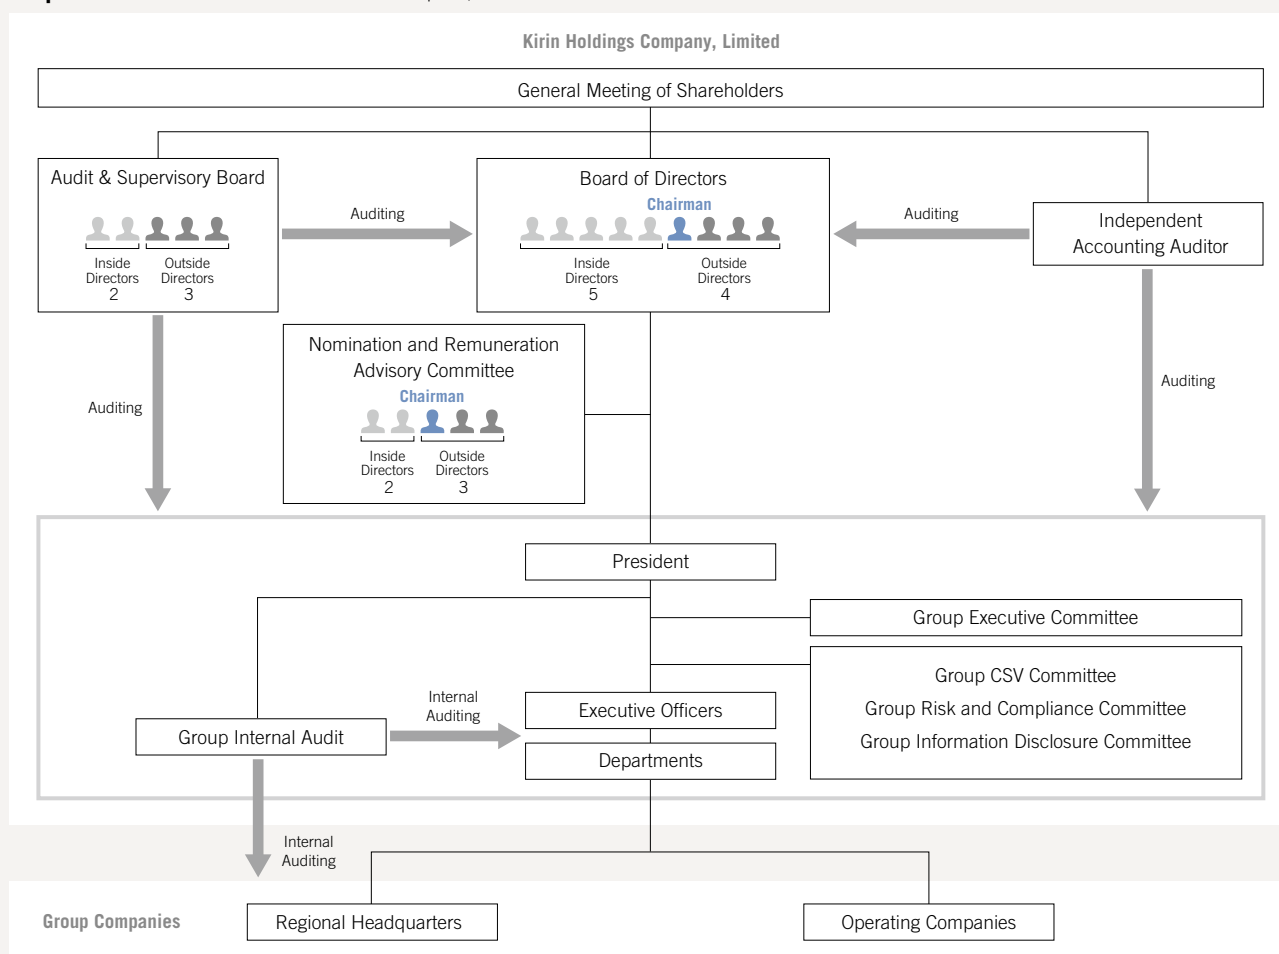 Kirin Holdings Company, Limited
General Meeting of Shareholders
Audit & Supervisory Board
Inside
Directors
2
Outside
Directors
3
Auditing
Board of Directors
Chairman
Inside
Directors
5
Outside
Directors
4
Auditing
Independent
Accounting Auditor
Nomination and Remuneration
Advisory Committee
Chairman
Inside
Directors
2
Outside
Directors
3
Auditing
Auditing
President
Group Executive Committee
Group CSV Committee
Group Risk and Compliance Committee
Group Information Disclosure Committee
Internal
Auditing
Executive Officers
Group Internal Audit
Departments
Internal
Auditing
Group Companies
Regional Headquarters
Operating Companies